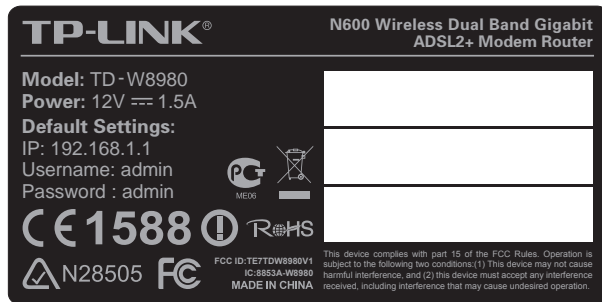 TP-LINK®
N600 Wireless Dual Band Gigabit
ADSL2+ Modem Router
Model: TD-W8980
Power: 12V ⎓ 1.5A
Default Settings:
IP: 192.168.1.1
Username: admin
Password : admin
PG
ME06
CE1588
RoHS
N28505
FC
FCC ID:TE7TDW8980V1
IC:8853A-W8980
MADE IN CHINA
This device complies with part 15 of the FCC Rules. Operation is
subject to the following two conditions:(1) This device may not cause
harmful interference, and (2) this device must accept any interference
received, including interference that may cause undesired operation.